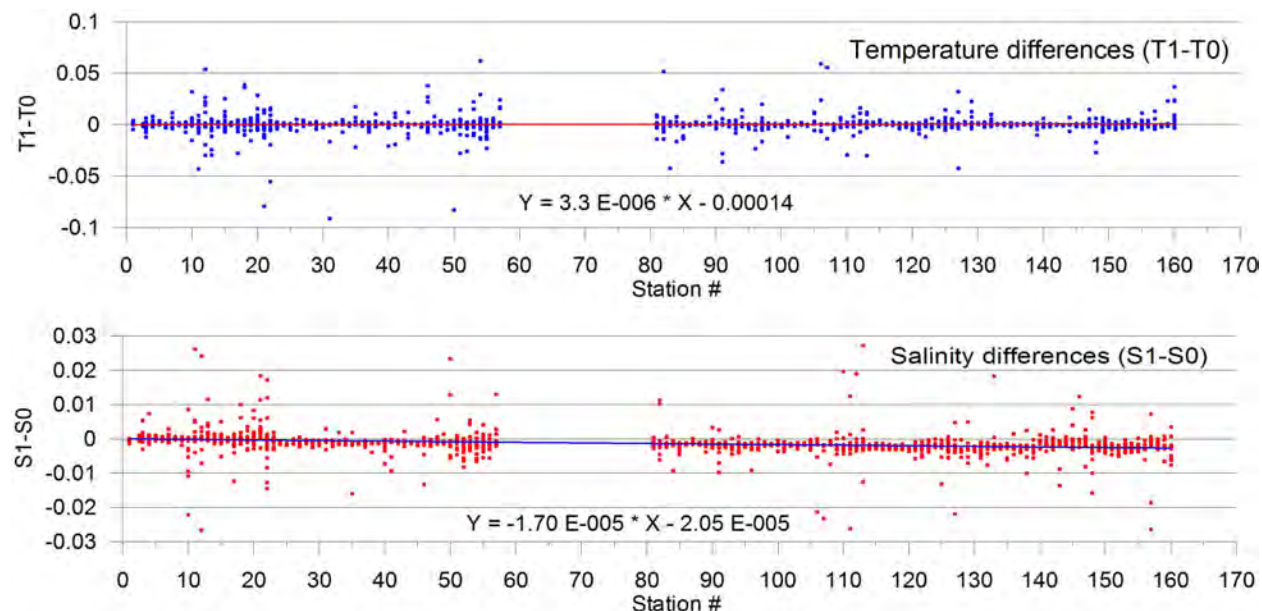 0.1
Temperature differences (T1-T0)
0.05
T1-T0
0
-0.05
Y = 3.3 E-006 * X - 0.00014
-0.1
0 10 20 30 40 50 60 70 80 90 100 110 120 130 140 150 160 170
Station #
0.03
Salinity differences (S1-S0)
0.02
0.01
S1-S0
0
-0.01
-0.02
Y = -1.70 E-005 * X - 2.05 E-005
-0.03
0 10 20 30 40 50 60 70 80 90 100 110 120 130 140 150 160 170
Station #